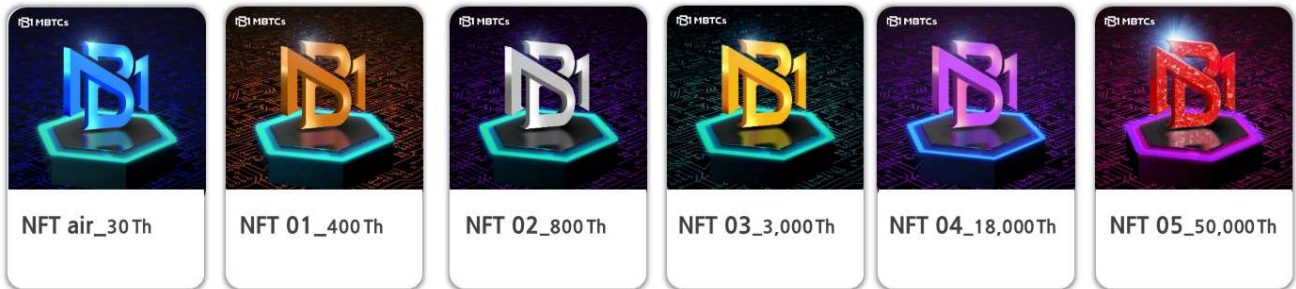 MBTCs
MBTCs
MBTCs
MBTCs
MBTCs
MBTCs
NFT air_30 Th
NFT 01_400 Th
NFT 02_800 Th
NFT 03_3,000 Th
NFT 04_18,000 Th
NFT 05_50,000 Th